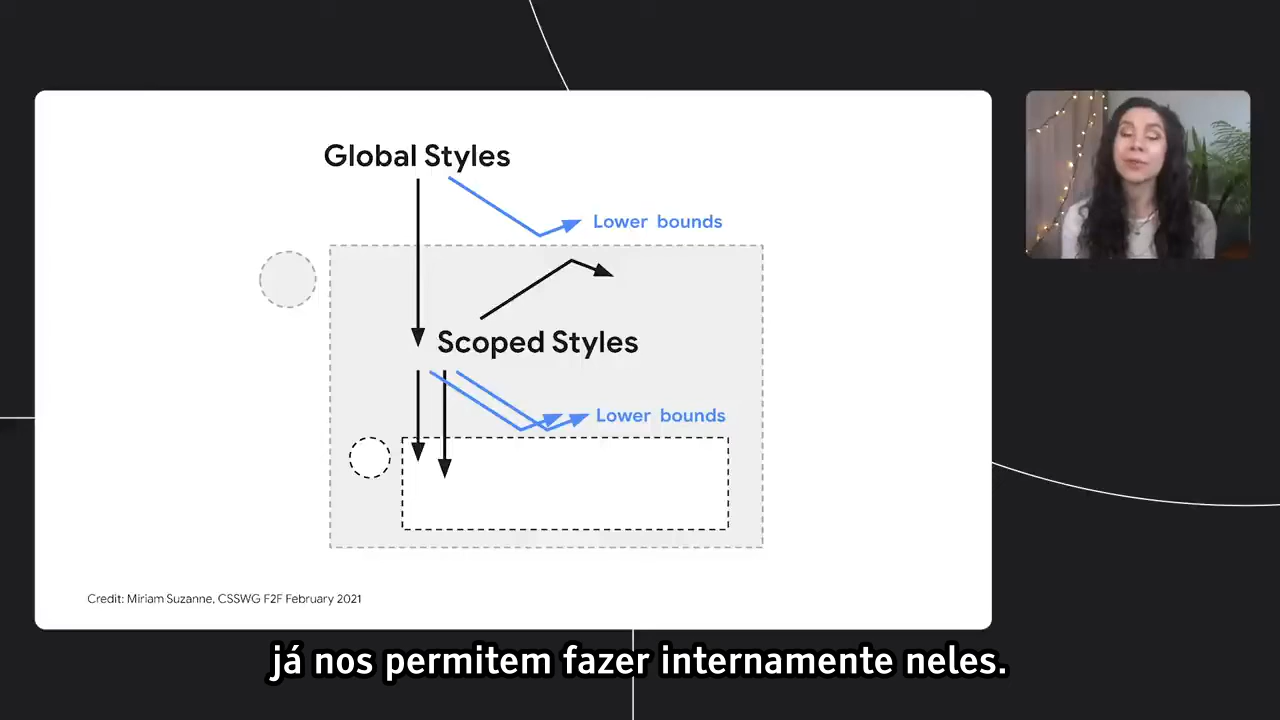 Global Styles
Lower bounds
Scoped Styles
Lower bounds
Credit: Miriam Suzanne, CSSWG F2F February 2021
já nos permitem fazer internamente neles.